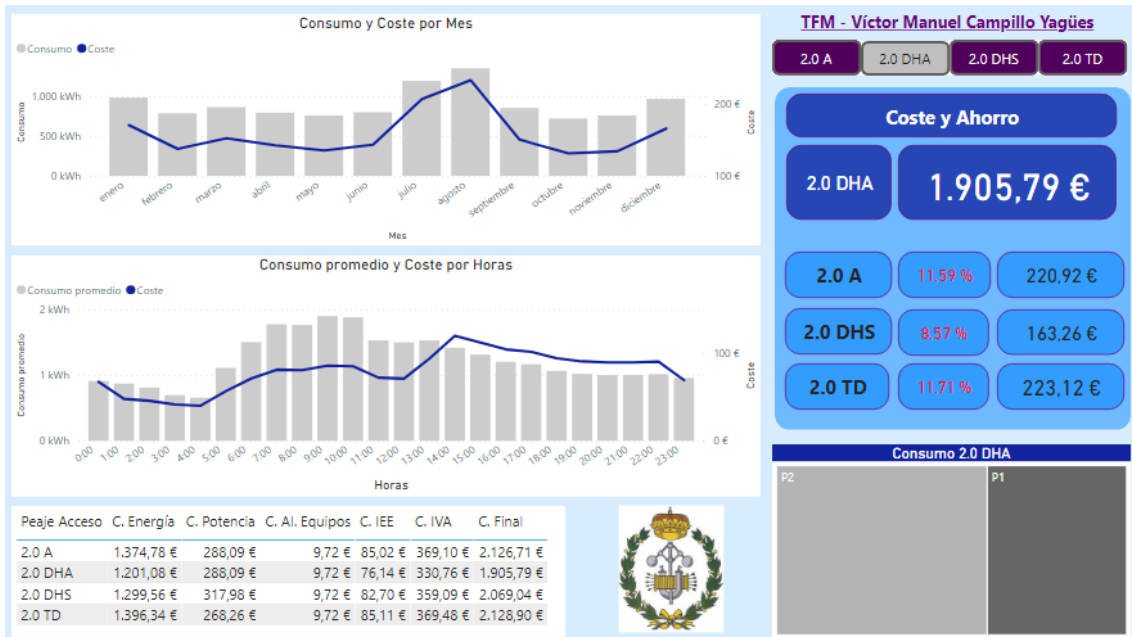 Consumo y Coste por Mes
Consumo Coste
Consumo
1.000 kWh
500 kWh
0 kWh
200 €
100 €
Coste
enero febrero marzo abril mayo junio julio agosto septiembre octubre noviembre diciembre
Mes
Consumo promedio y Coste por Horas
Consumo promedio Coste
Consumo promedio
2 kWh
1 kWh
0 kWh
100 €
0 €
Coste
0:00 1:00 2:00 3:00 4:00 5:00 6:00 7:00 8:00 9:00 10:00 11:00 12:00 13:00 14:00 15:00 16:00 17:00 18:00 19:00 20:00 21:00 22:00 23:00
Horas
Peaje Acceso C. Energía C. Potencia C. Al. Equipos C. IEE C. IVA C. Final
2.0 A 1.374,78 € 288,09 € 9,72 € 85,02 € 369,10 € 2.126,71 €
2.0 DHA 1.201,08 € 288,09 € 9,72 € 76,14 € 330,76 € 1.905,79 €
2.0 DHS 1.299,56 € 317,98 € 9,72 € 82,70 € 359,09 € 2.069,04 €
2.0 TD 1.396,34 € 268,26 € 9,72 € 85,11 € 369,48 € 2.128,90 €
TFM - Víctor Manuel Campillo Yagües
2.0 A 2.0 DHA 2.0 DHS 2.0 TD
Coste y Ahorro
2.0 DHA 1.905,79 €
2.0 A 11.59 % 220,92 €
2.0 DHS 8.57 % 163,26 €
2.0 TD 11.71 % 223,12 €
Consumo 2.0 DHA
P2 P1